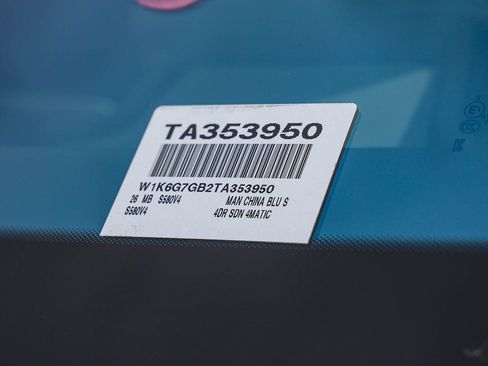 TA353950
W1K6G7GB2TA353950
26 MB S580V4 MAN CHINA BLU S
S580V4 4DR SDN 4MATIC